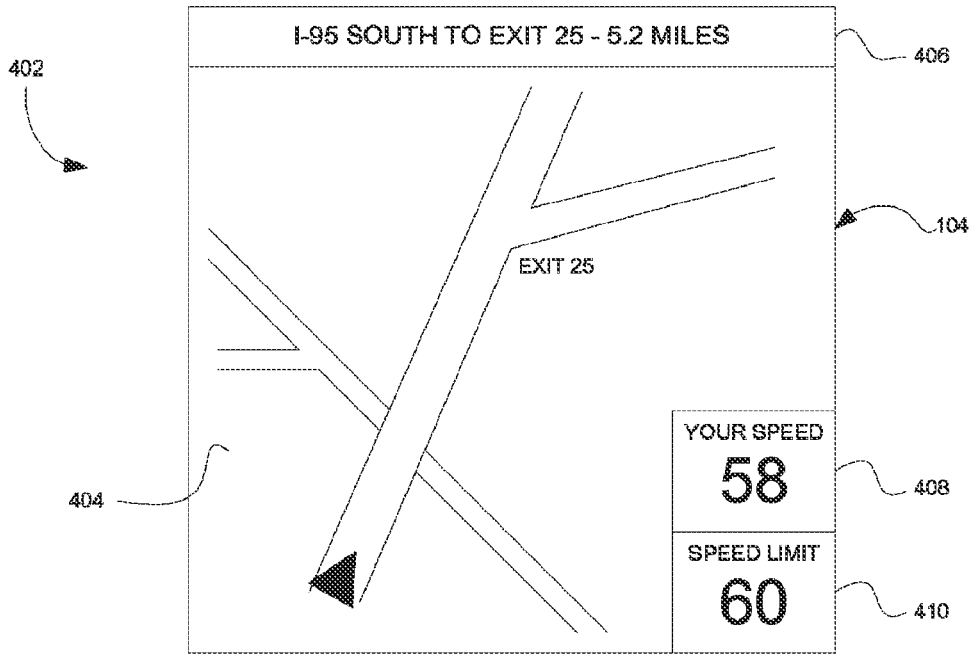 I-95 SOUTH TO EXIT 25 - 5.2 MILES
406
402
104
EXIT 25
YOUR SPEED
58
408
404
SPEED LIMIT
60
410